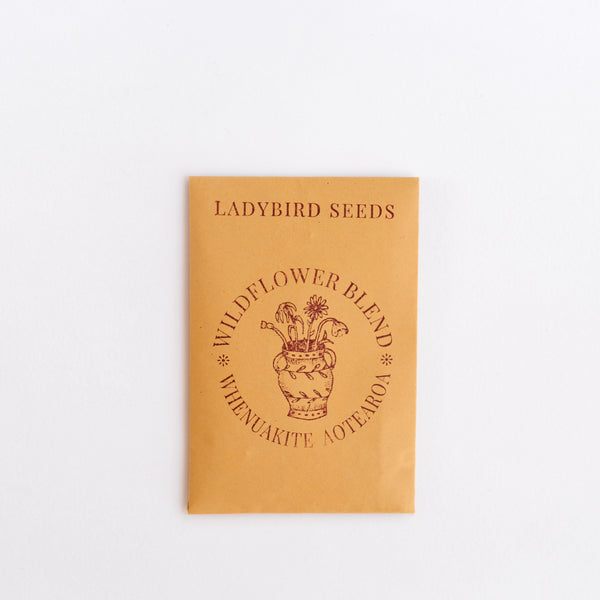 LADYBIRD SEEDS
WILDFLOWER BLEND
WHENUAKITE AOTEAROA